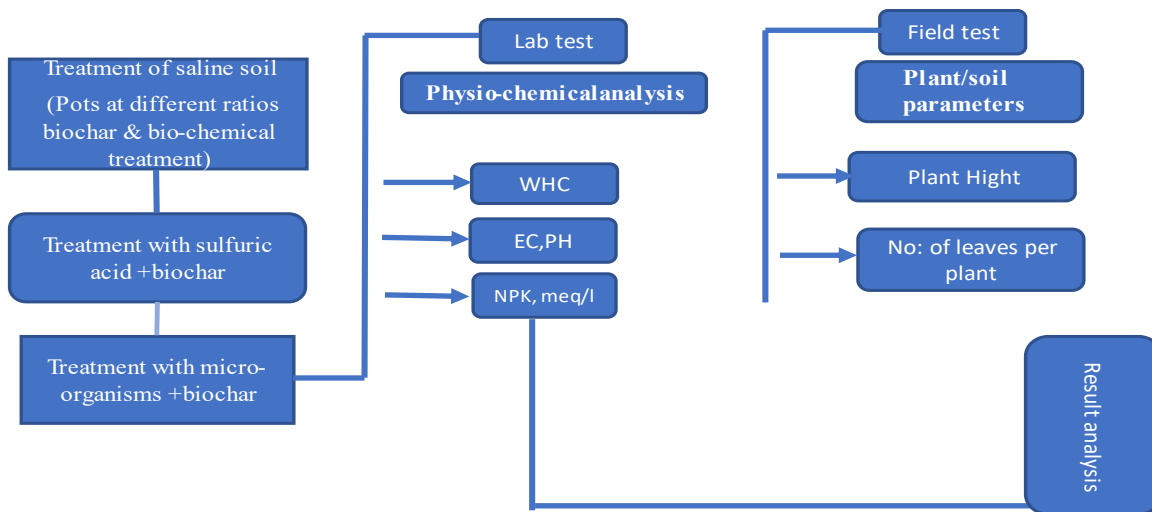 Treatment of saline soil
(Pots at different ratios
biochar & bio-chemical
treatment)
Treatment with sulfuric
acid +biochar
Treatment with micro-
organisms +biochar
Lab test
Physio-chemicalanalysis
WHC
EC,PH
NPK, meq/l
Field test
Plant/soil
parameters
Plant Hight
No: of leaves per
plant
Result analysis